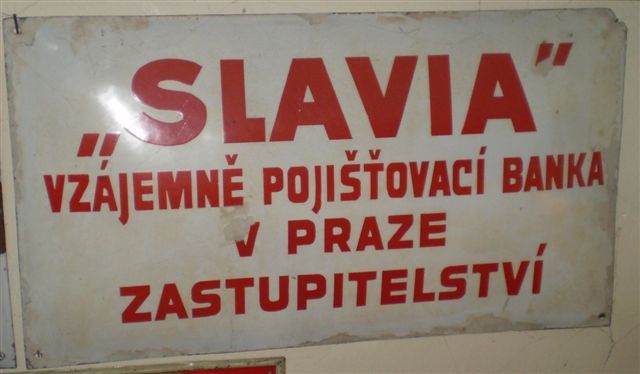 „SLAVIA"
VZÁJEMNĚ POJIŠŤOVACÍ BANKA
V PRAZE
ZASTUPITELSTVÍ